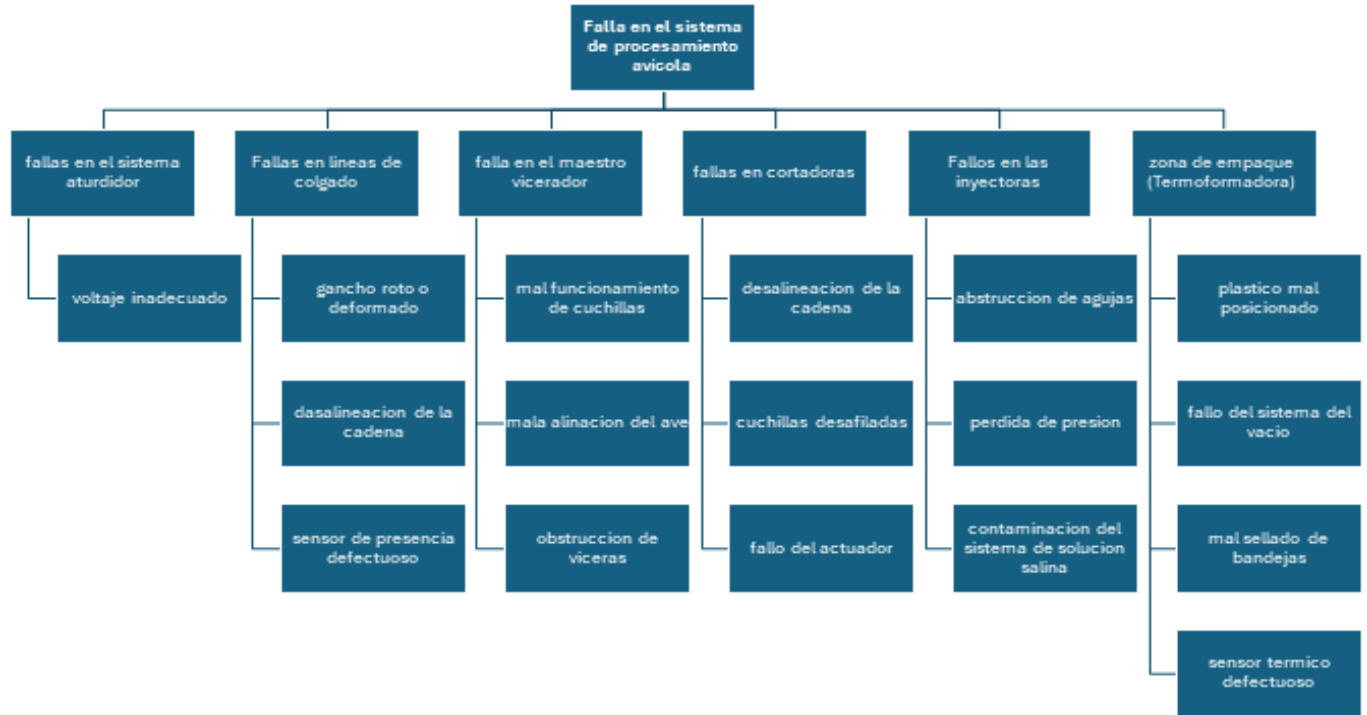 Falla en el sistema
de procesamiento
avicola
fallas en el sistema
aturdidor
Fallas en lineas de
colgado
falla en el maestro
vicerador
fallas en cortadoras
Fallos en las
inyectoras
zona de empaque
(Termoformadora)
voltaje inadecuado
gancho roto o
deformado
mal funcionamiento
de cuchillas
desalineacion de la
cadena
abstruccion de agujas
plastico mal
posicionado
dasalineacion de la
cadena
mala alinacion del ave
cuchillas desafiladas
perdida de presion
fallo del sistema del
vacio
sensor de presencia
defectuoso
obstruccion de
viceras
fallo del actuador
contaminacion del
sistema de solucion
salina
mal sellado de
bandejas
sensor termico
defectuoso